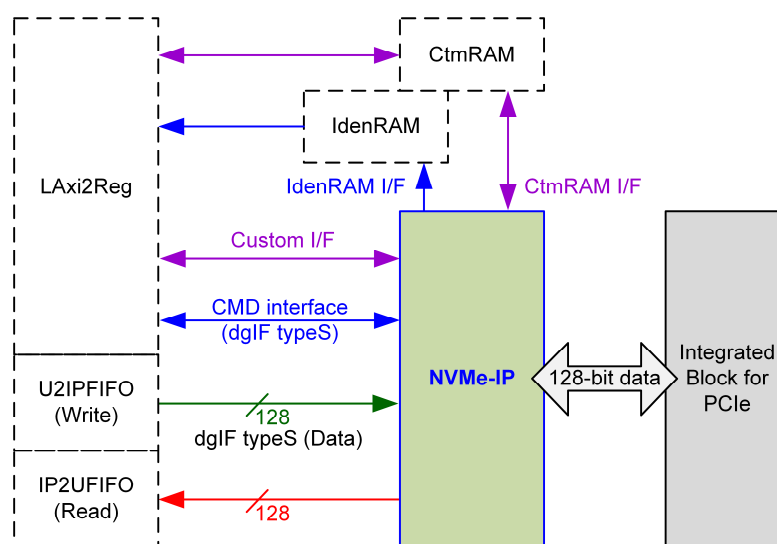 CtmRAM
IdenRAM
LAxi2Reg
IdenRAM I/F
CtmRAM I/F
Custom I/F
CMD interface
(dgIF typeS)
NVMe-IP
128-bit data
Integrated
Block for
PCIe
U2IPFIFO
(Write)
128
dgIF typeS (Data)
IP2UFIFO
(Read)
128